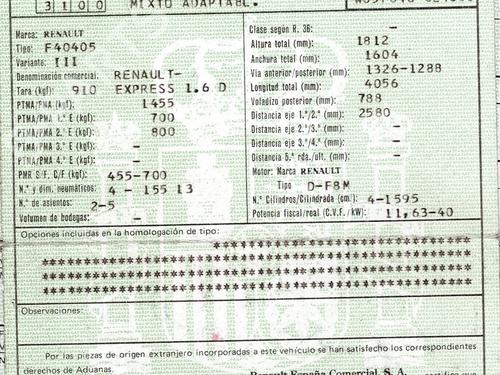 3100 MIXTO ADAPTABLE.
Marca: RENAULT
Tipo: F40405
Variante: III
Denominación comercial: RENAULT-
Tara (kgf): 910 EXPRESS 1.6 D
PTMA/PMA (kgf): 1455
PTMA/PMA 1.ª E (kgf): 700
PTMA/PMA 2.ª E (kgf): 800
PTMA/PMA 3.ª E (kgf): —
PTMA/PMA 4.ª E (kgf): —
PMR S/F. C/F (kgf): 455-700
N.º y dim. neumáticos: 4 - 155 13
N.º de asientos: 2-5
Volumen de bodegas: —
Clase según R. 36: —
Altura total (mm): 1812
Anchura total (mm): 1604
Vía anterior/posterior (mm): 1326-1288
Longitud total (mm): 4056
Voladizo posterior (mm): 788
Distancia eje 1.º/2.º (mm): 2580
Distancia eje 2.º/3.º (mm): —
Distancia eje 3.º/4.º (mm): —
Distancia 5.ª rda./ult. (mm): —
Motor: Marca RENAULT
Tipo D-F8M
N.º Cilindros/Cilindrada (cm.³): 4-1595
Potencia fiscal/real (C.V.F. / kW): 11,63-40
Opciones incluidas en la homologación de tipo:
Observaciones:
Por las piezas de origen extranjero incorporadas a este vehículo se han satisfecho los correspondientes
derechos de Aduanas.
Renault España Comercial, S. A. certifica que